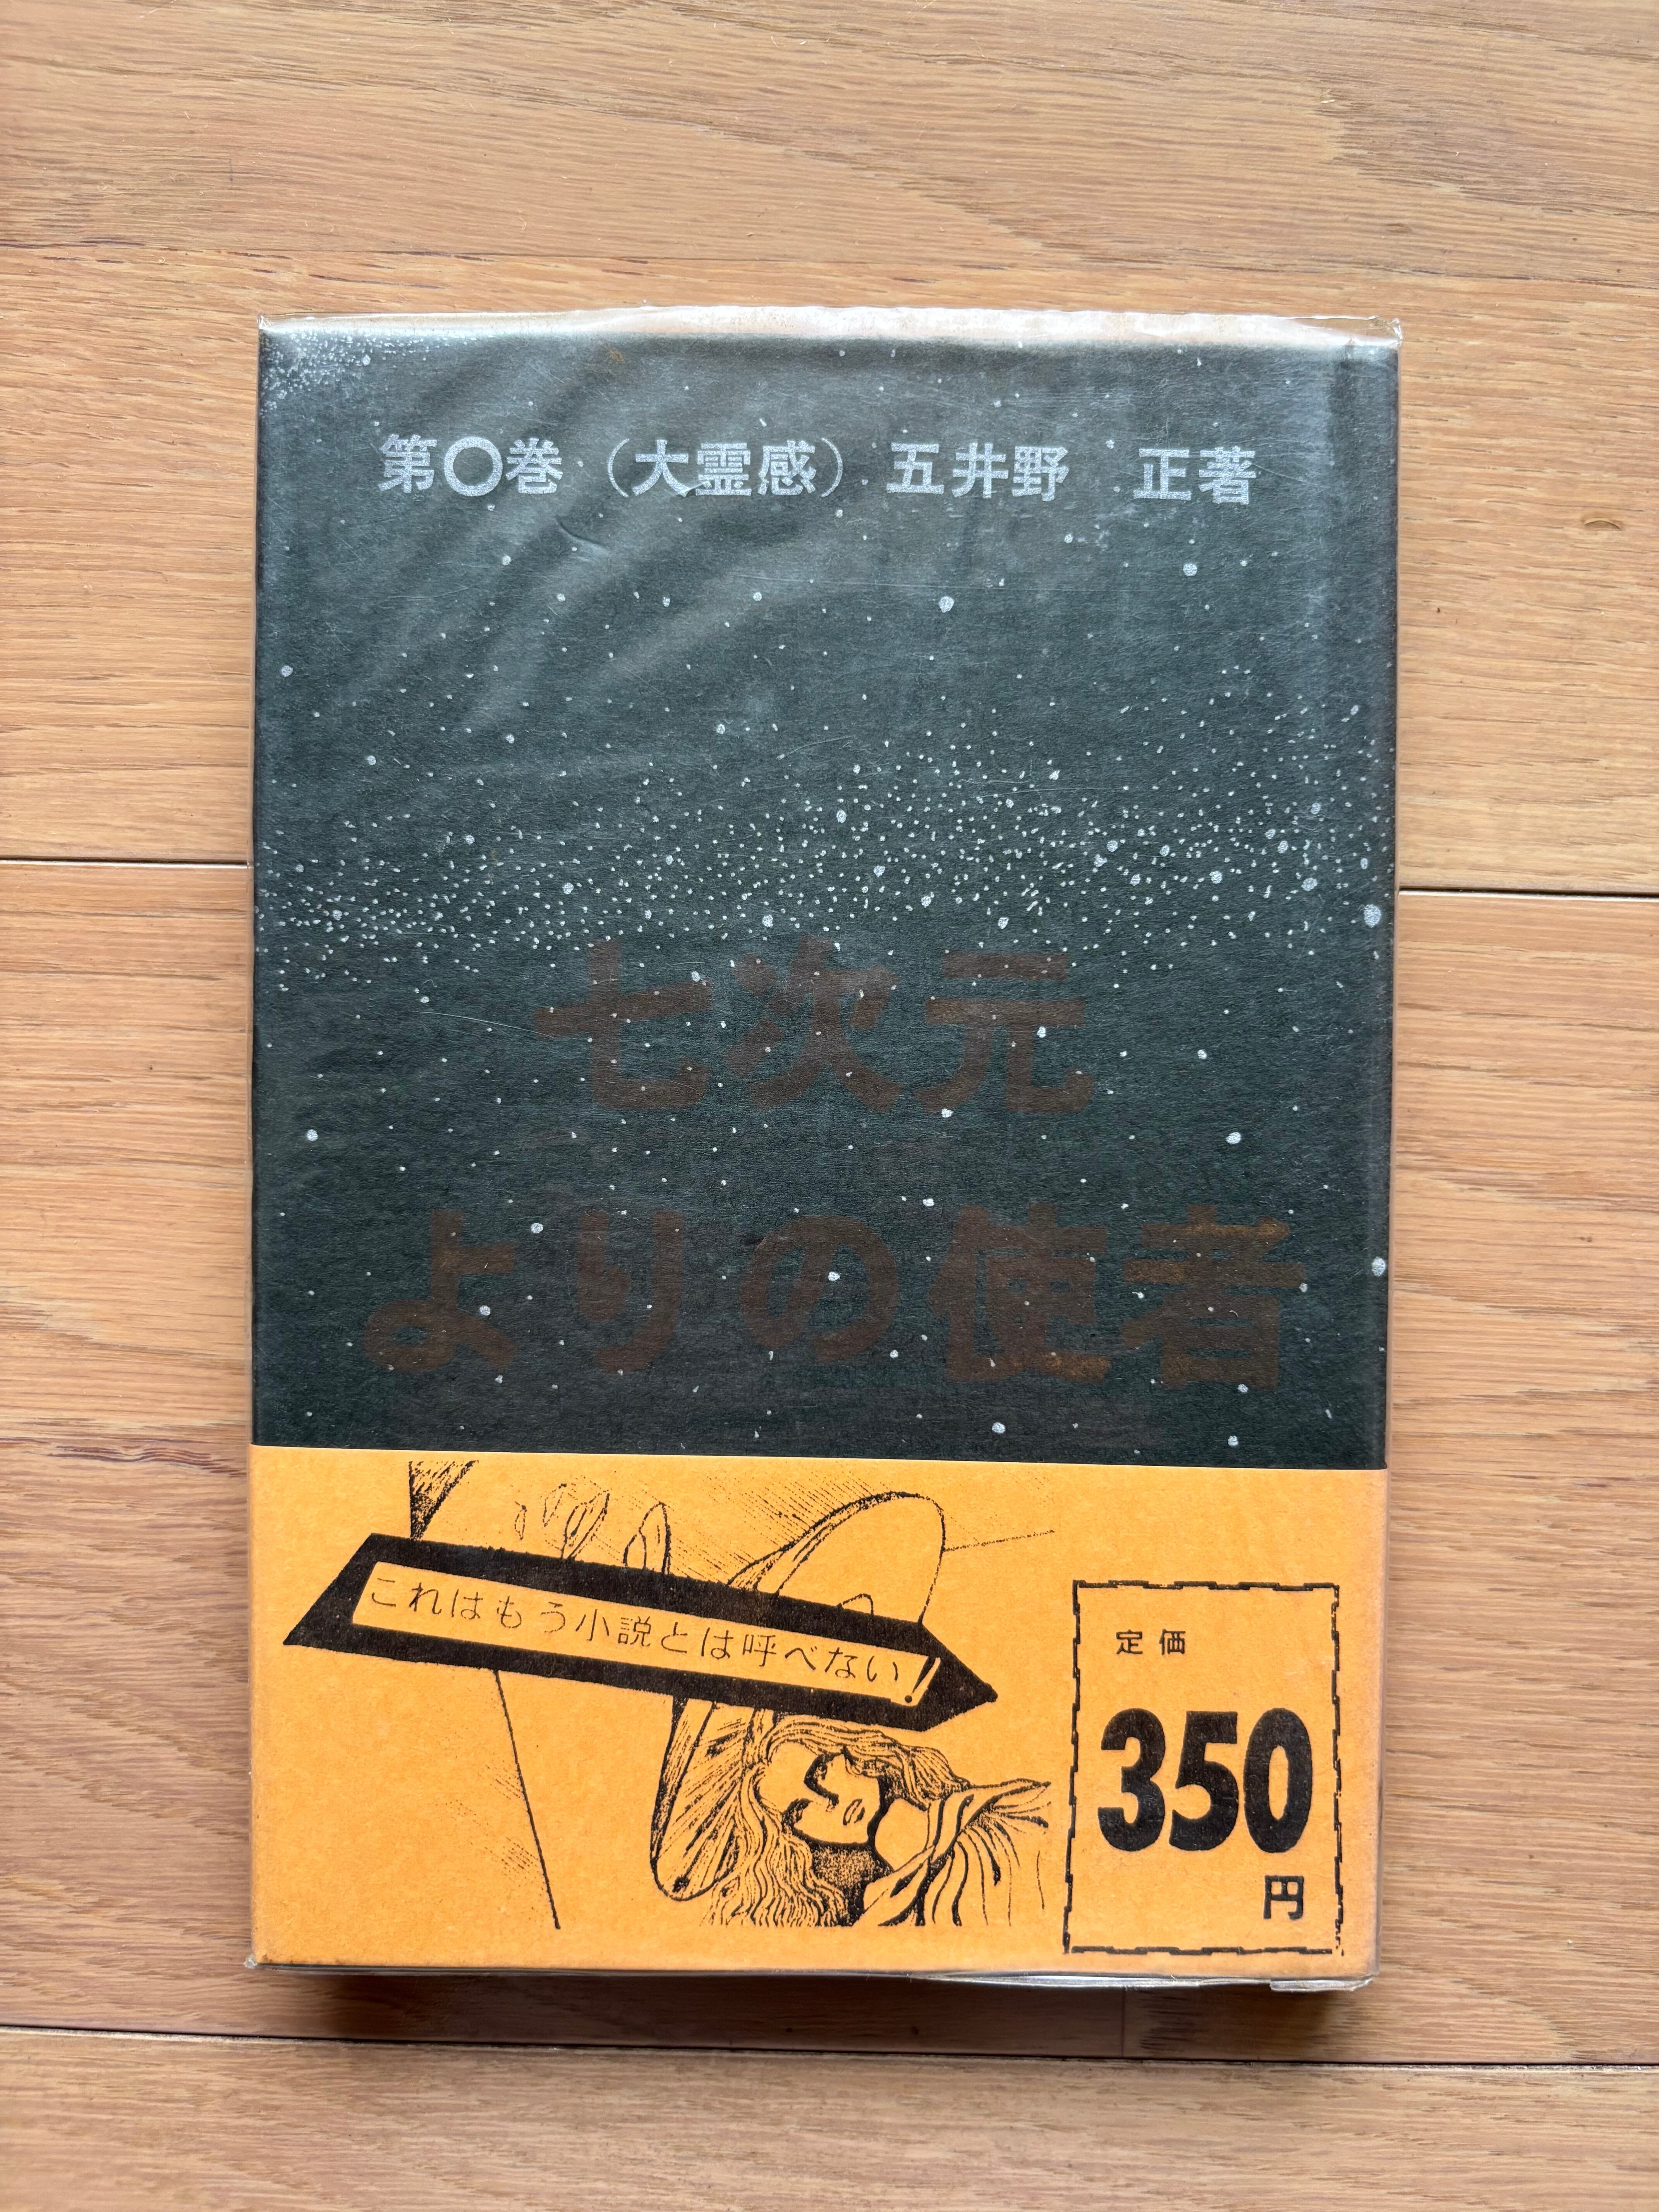 第〇巻（大霊感）五井野　正著
七次元
よりの使者
これはもう小説とは呼べない!
定価
350
円